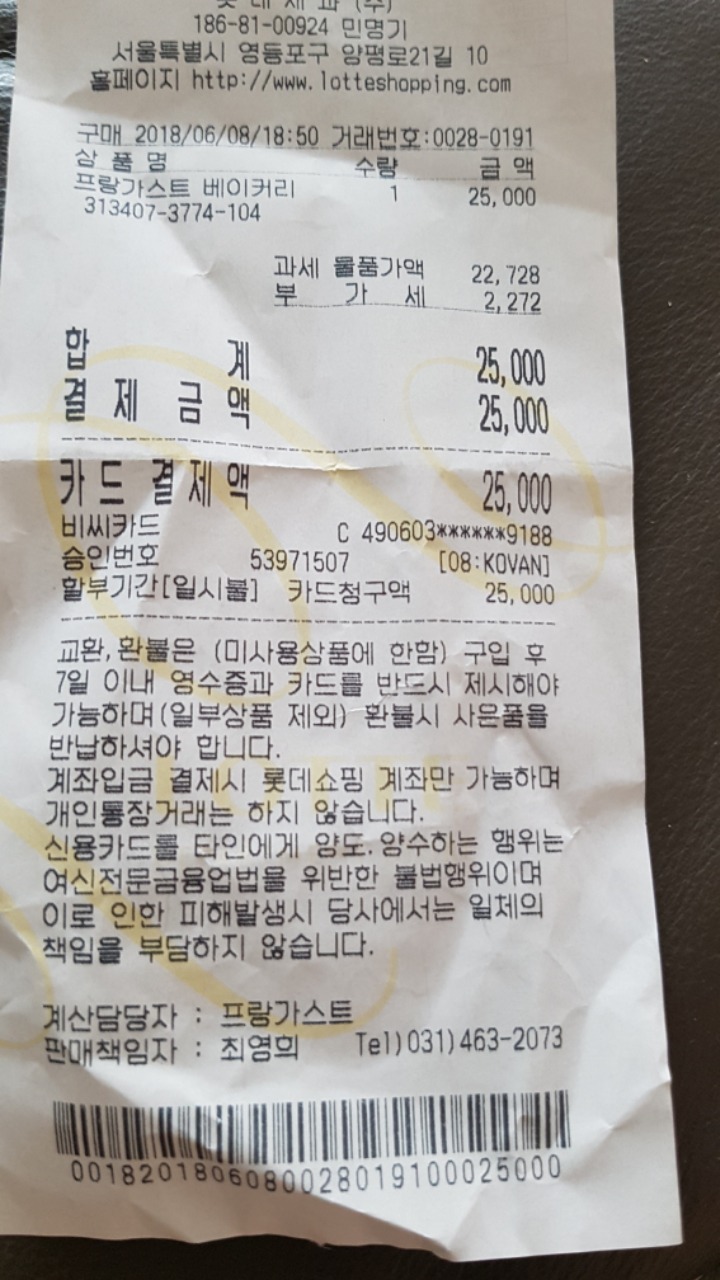 롯데제과 (주)
186-81-00924 민명기
서울특별시 영등포구 양평로21길 10
홈페이지 http://www.lotteshopping.com
구매 2018/06/08/18:50 거래번호:0028-0191
상 품 명 수량 금 액
프랑가스트 베이커리 1 25,000
313407-3774-104
과세 물품가액 22,728
부 가 세 2,272
합 계 25,000
결 제 금 액 25,000
카 드 결 제 액 25,000
비씨카드 C 490603******9188
승인번호 53971507 [08:KOVAN]
할부기간[일시불] 카드청구액 25,000
교환,환불은 (미사용상품에 한함) 구입 후
7일 이내 영수증과 카드를 반드시 제시해야
가능하며(일부상품 제외) 환불시 사은품을
반납하셔야 합니다.
계좌입금 결제시 롯데쇼핑 계좌만 가능하며
개인통장거래는 하지 않습니다.
신용카드를 타인에게 양도.양수하는 행위는
여신전문금융업법을 위반한 불법행위이며
이로 인한 피해발생시 당사에서는 일체의
책임을 부담하지 않습니다.
계산담당자 : 프랑가스트
판매책임자 : 최영희 Tel)031)463-2073
0018201806080028019100025000